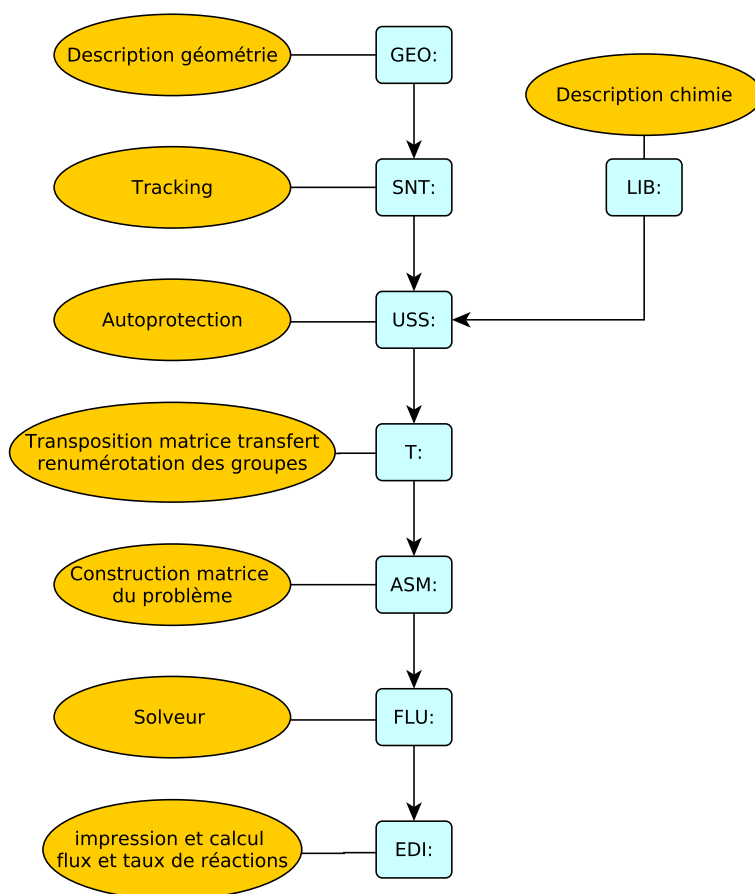 Description géométrie
GEO:
Description chimie
Tracking
SNT:
LIB:
Autoprotection
USS:
Transposition matrice transfert
renumérotation des groupes
T:
Construction matrice
du problème
ASM:
Solveur
FLU:
impression et calcul
flux et taux de réactions
EDI: